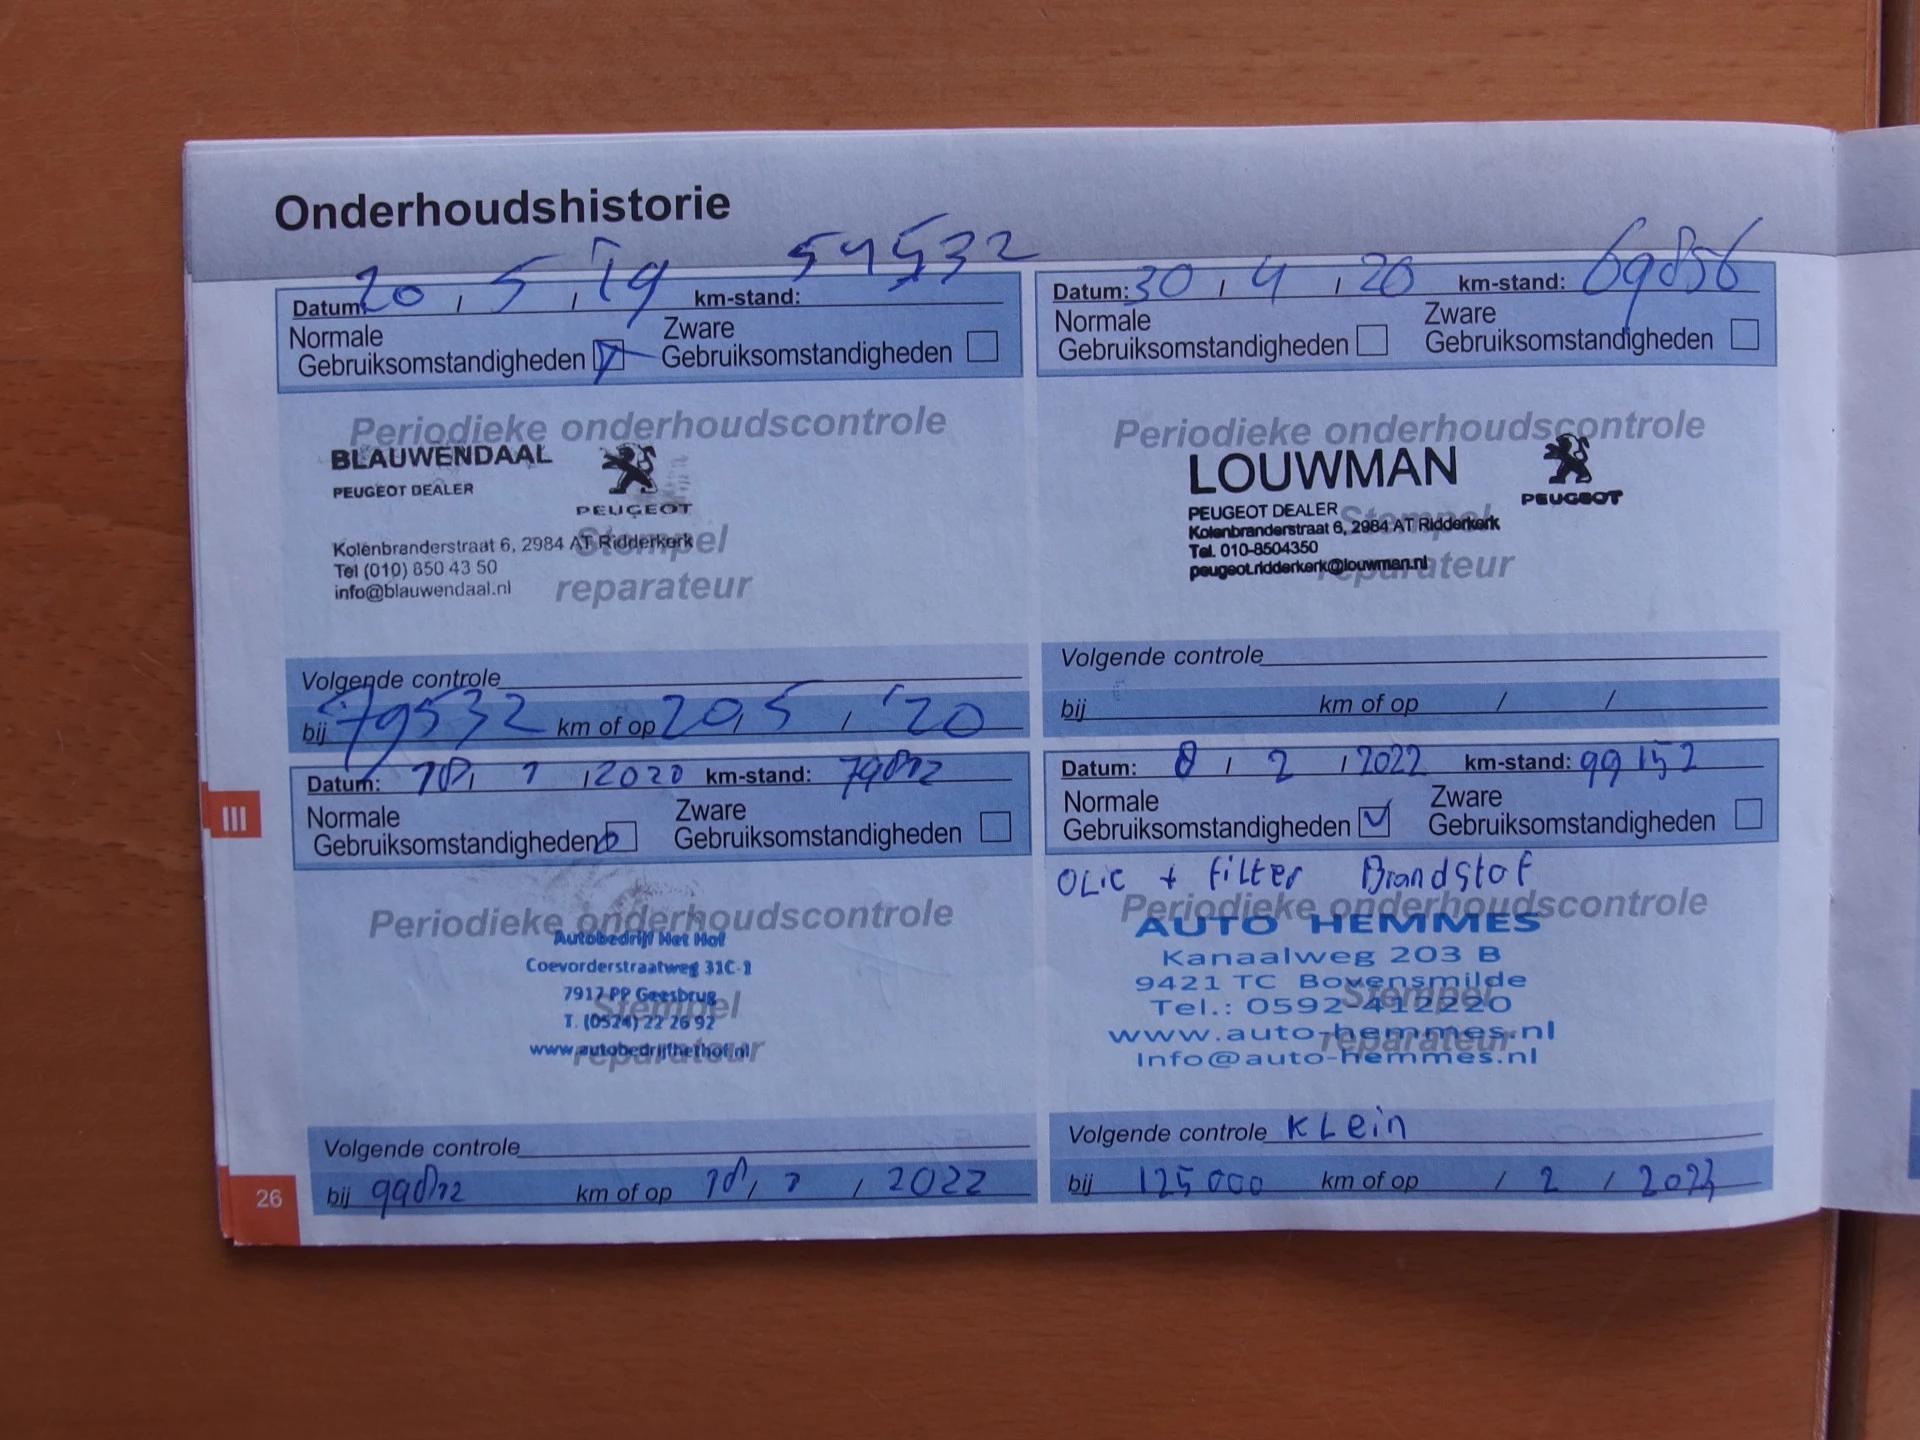 Onderhoudshistorie
Datum: 20 / 5 / '19 km-stand: 54532
Normale
Gebruiksomstandigheden
Zware
Gebruiksomstandigheden
Periodieke onderhoudscontrole
BLAUWENDAAL
PEUGEOT DEALER
PEUGEOT
Kolenbranderstraat 6, 2984 AT Ridderkerk
Stempel
Tel (010) 850 43 50
info@blauwendaal.nl
reparateur
Volgende controle
bij 79532 km of op 20 / 5 / '20
Datum: 30 / 4 / 20 km-stand: 69856
Normale
Gebruiksomstandigheden
Zware
Gebruiksomstandigheden
Periodieke onderhoudscontrole
LOUWMAN
PEUGEOT
PEUGEOT DEALER
Stempel
Kolenbranderstraat 6, 2984 AT Ridderkerk
Tel. 010-8504350
peugeot.ridderkerk@louwman.nl
reparateur
Volgende controle
bij km of op / /
Datum: / / 2020 km-stand:
Normale
Gebruiksomstandigheden
Zware
Gebruiksomstandigheden
Periodieke onderhoudscontrole
Autobedrijf Het Hof
Coevorderstraatweg 31C-1
7917 PP Geesbrug
Stempel
T. (0524) 22 26 92
www.autobedrijfhethof.nl
reparateur
Volgende controle
bij km of op / / 2022
Datum: 8 / 2 / 2022 km-stand: 99152
Normale
Gebruiksomstandigheden
Zware
Gebruiksomstandigheden
OLie + filter Brandstof
Periodieke onderhoudscontrole
AUTO HEMMES
Kanaalweg 203 B
9421 TC Bovensmilde
Stempel
Tel.: 0592-412220
www.auto-hemmes.nl
reparateur
Info@auto-hemmes.nl
Volgende controle KLein
bij 125000 km of op / 2 /
III
26